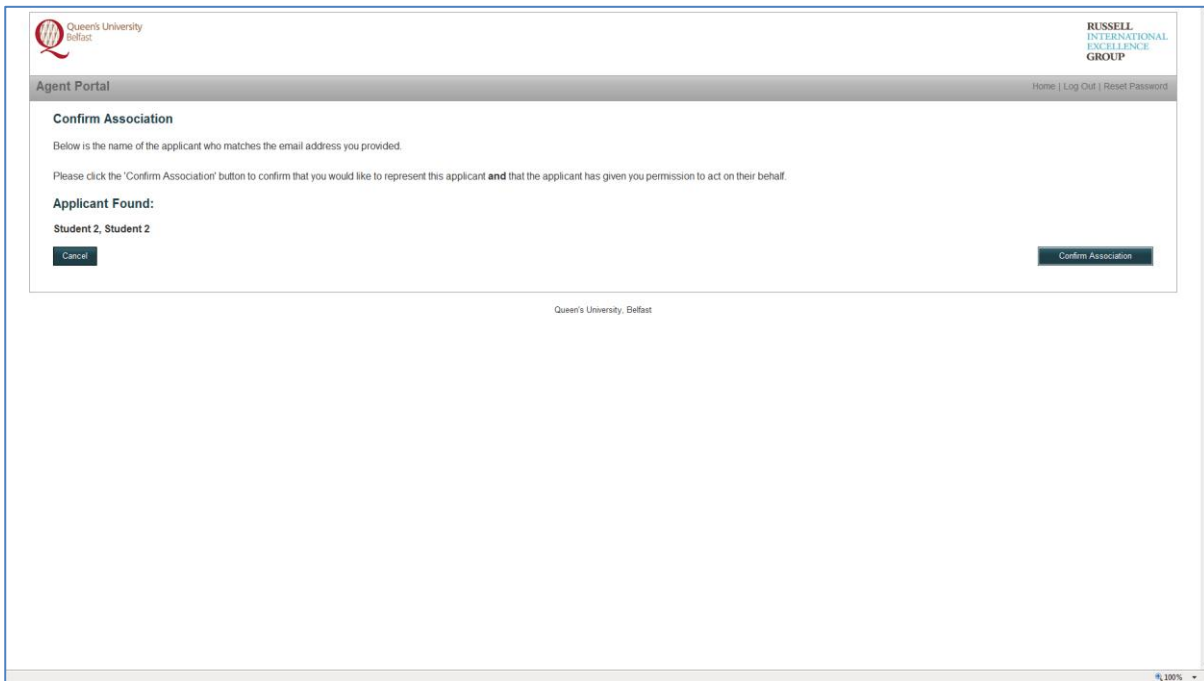 Queen's University
Belfast
RUSSELL
INTERNATIONAL
EXCELLENCE
GROUP
Agent Portal
Home | Log Out | Reset Password
Confirm Association
Below is the name of the applicant who matches the email address you provided.
Please click the 'Confirm Association' button to confirm that you would like to represent this applicant and that the applicant has given you permission to act on their behalf.
Applicant Found:
Student 2, Student 2
Cancel
Confirm Association
Queen's University, Belfast
100%